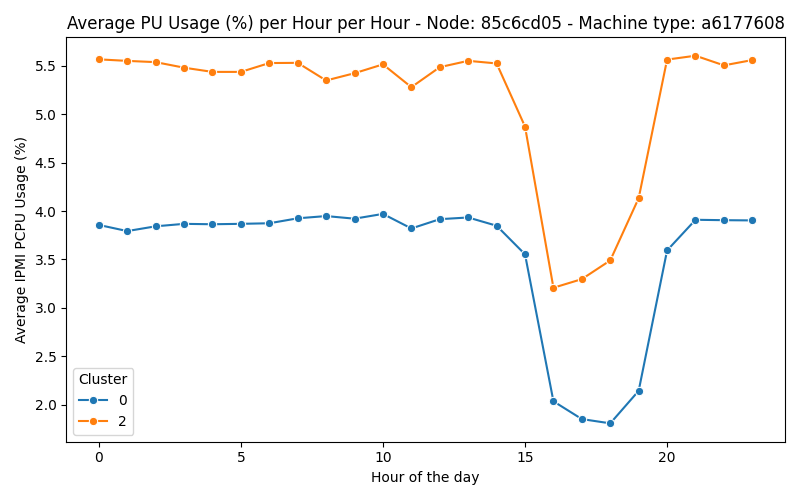 Average PU Usage (%) per Hour per Hour - Node: 85c6cd05 - Machine type: a6177608
Average IPMI PCPU Usage (%)
5.5
5.0
4.5
4.0
3.5
3.0
2.5
2.0
Cluster
0
2
0 5 10 15 20
Hour of the day